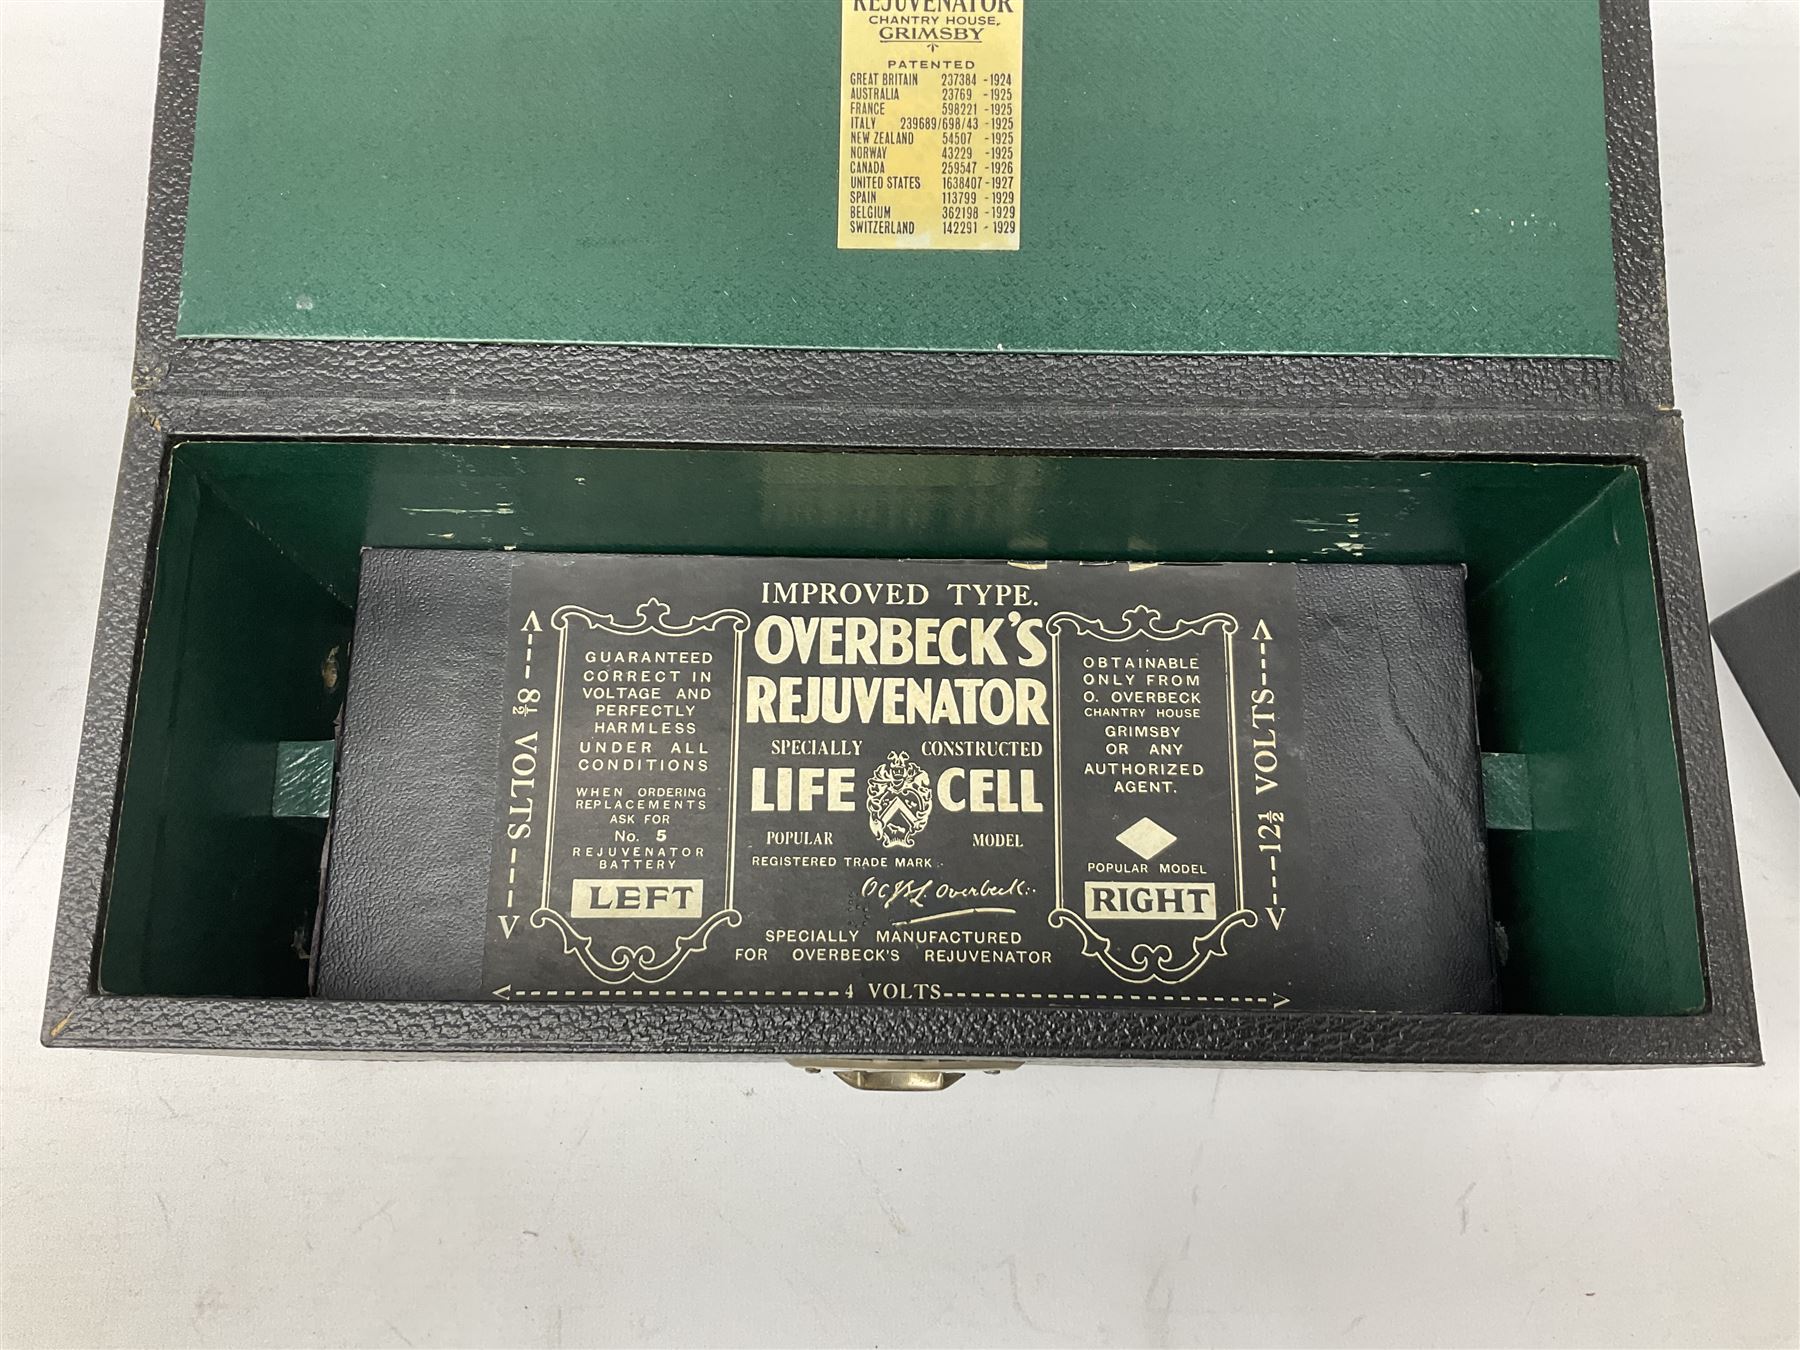 REJUVENATOR
CHANTRY HOUSE,
GRIMSBY
PATENTED
GREAT BRITAIN 237384 - 1924
AUSTRALIA 23769 - 1925
FRANCE 598221 - 1925
ITALY 239689/698/43 - 1925
NEW ZEALAND 54507 - 1925
NORWAY 43229 - 1925
CANADA 259547 - 1926
UNITED STATES 1638407 - 1927
SPAIN 113799 - 1929
BELGIUM 362198 - 1929
SWITZERLAND 142291 - 1929
IMPROVED TYPE.
OVERBECK'S
REJUVENATOR
SPECIALLY CONSTRUCTED
LIFE CELL
POPULAR MODEL
REGISTERED TRADE MARK
O C J G L Overbeck
SPECIALLY MANUFACTURED
FOR OVERBECK'S REJUVENATOR
4 VOLTS
8½ VOLTS
GUARANTEED
CORRECT IN
VOLTAGE AND
PERFECTLY
HARMLESS
UNDER ALL
CONDITIONS
WHEN ORDERING
REPLACEMENTS
ASK FOR
No. 5
REJUVENATOR
BATTERY
LEFT
OBTAINABLE
ONLY FROM
O. OVERBECK
CHANTRY HOUSE
GRIMSBY
OR ANY
AUTHORIZED
AGENT.
POPULAR MODEL
RIGHT
12½ VOLTS